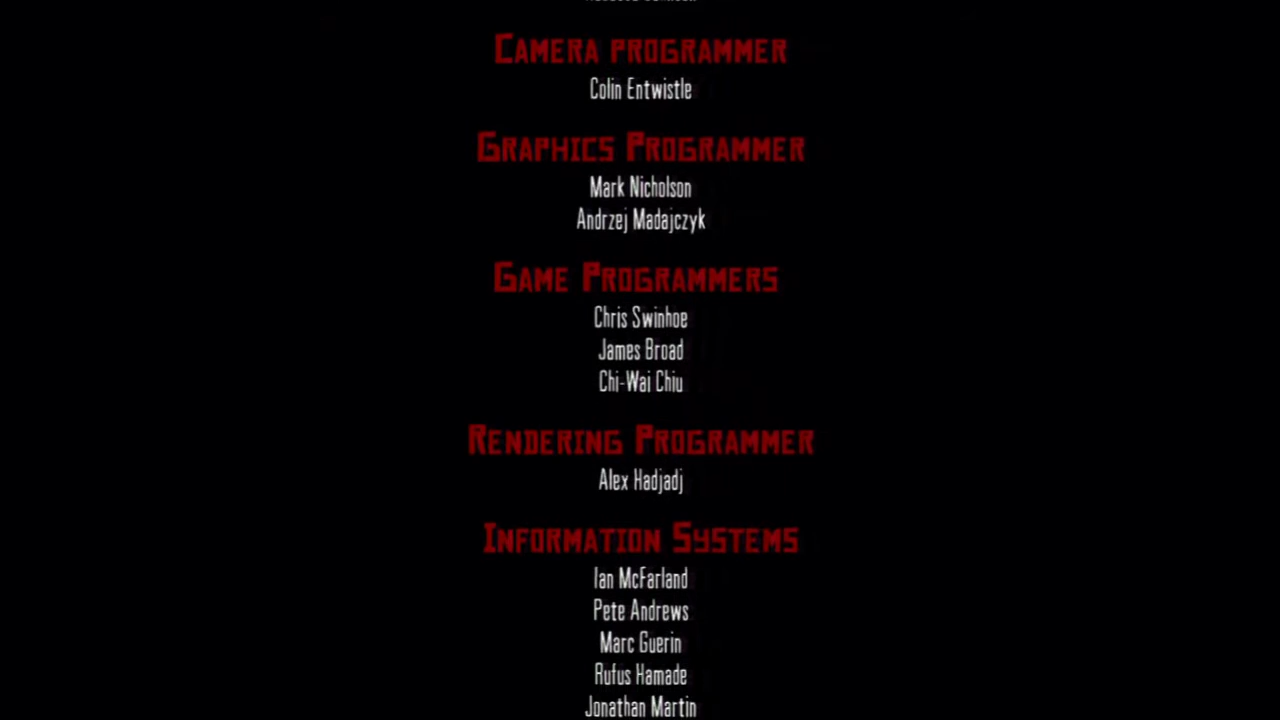 Camera programmer
Colin Entwistle
Graphics Programmer
Mark Nicholson
Andrzej Madajczyk
Game Programmers
Chris Swinhoe
James Broad
Chi-Wai Chiu
Rendering Programmer
Alex Hadjadj
Information Systems
Ian McFarland
Pete Andrews
Marc Guerin
Rufus Hamade
Jonathan Martin